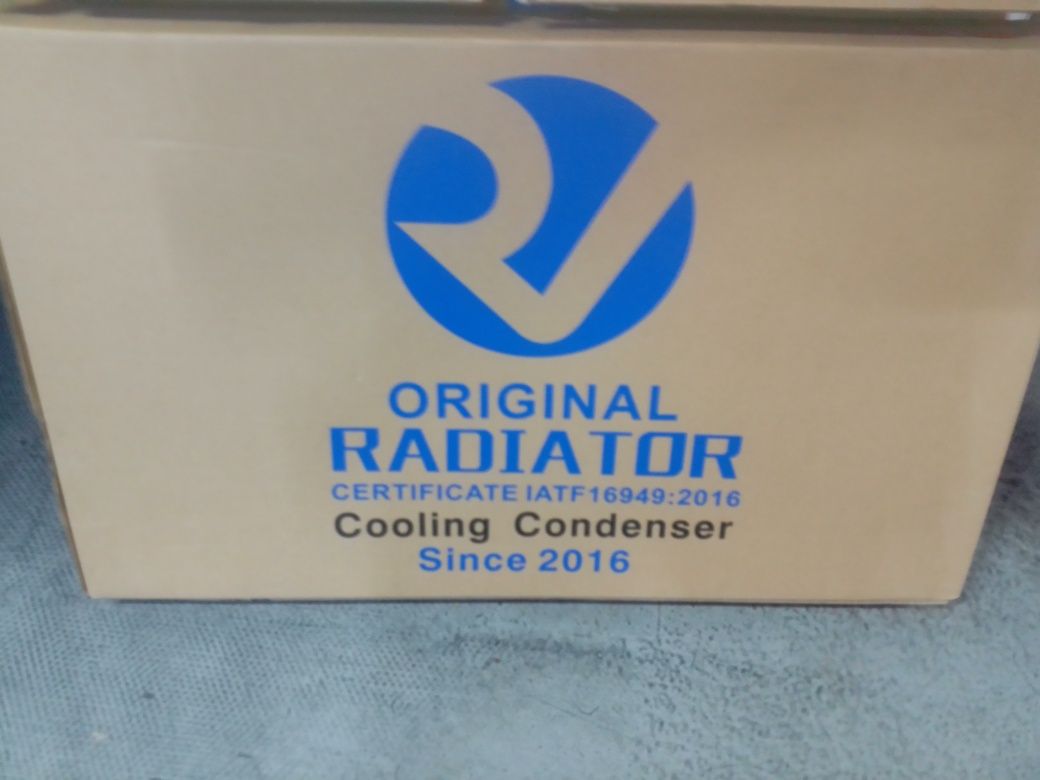 ORIGINAL
RADIATOR
CERTIFICATE IATF16949:2016
Cooling Condenser
Since 2016